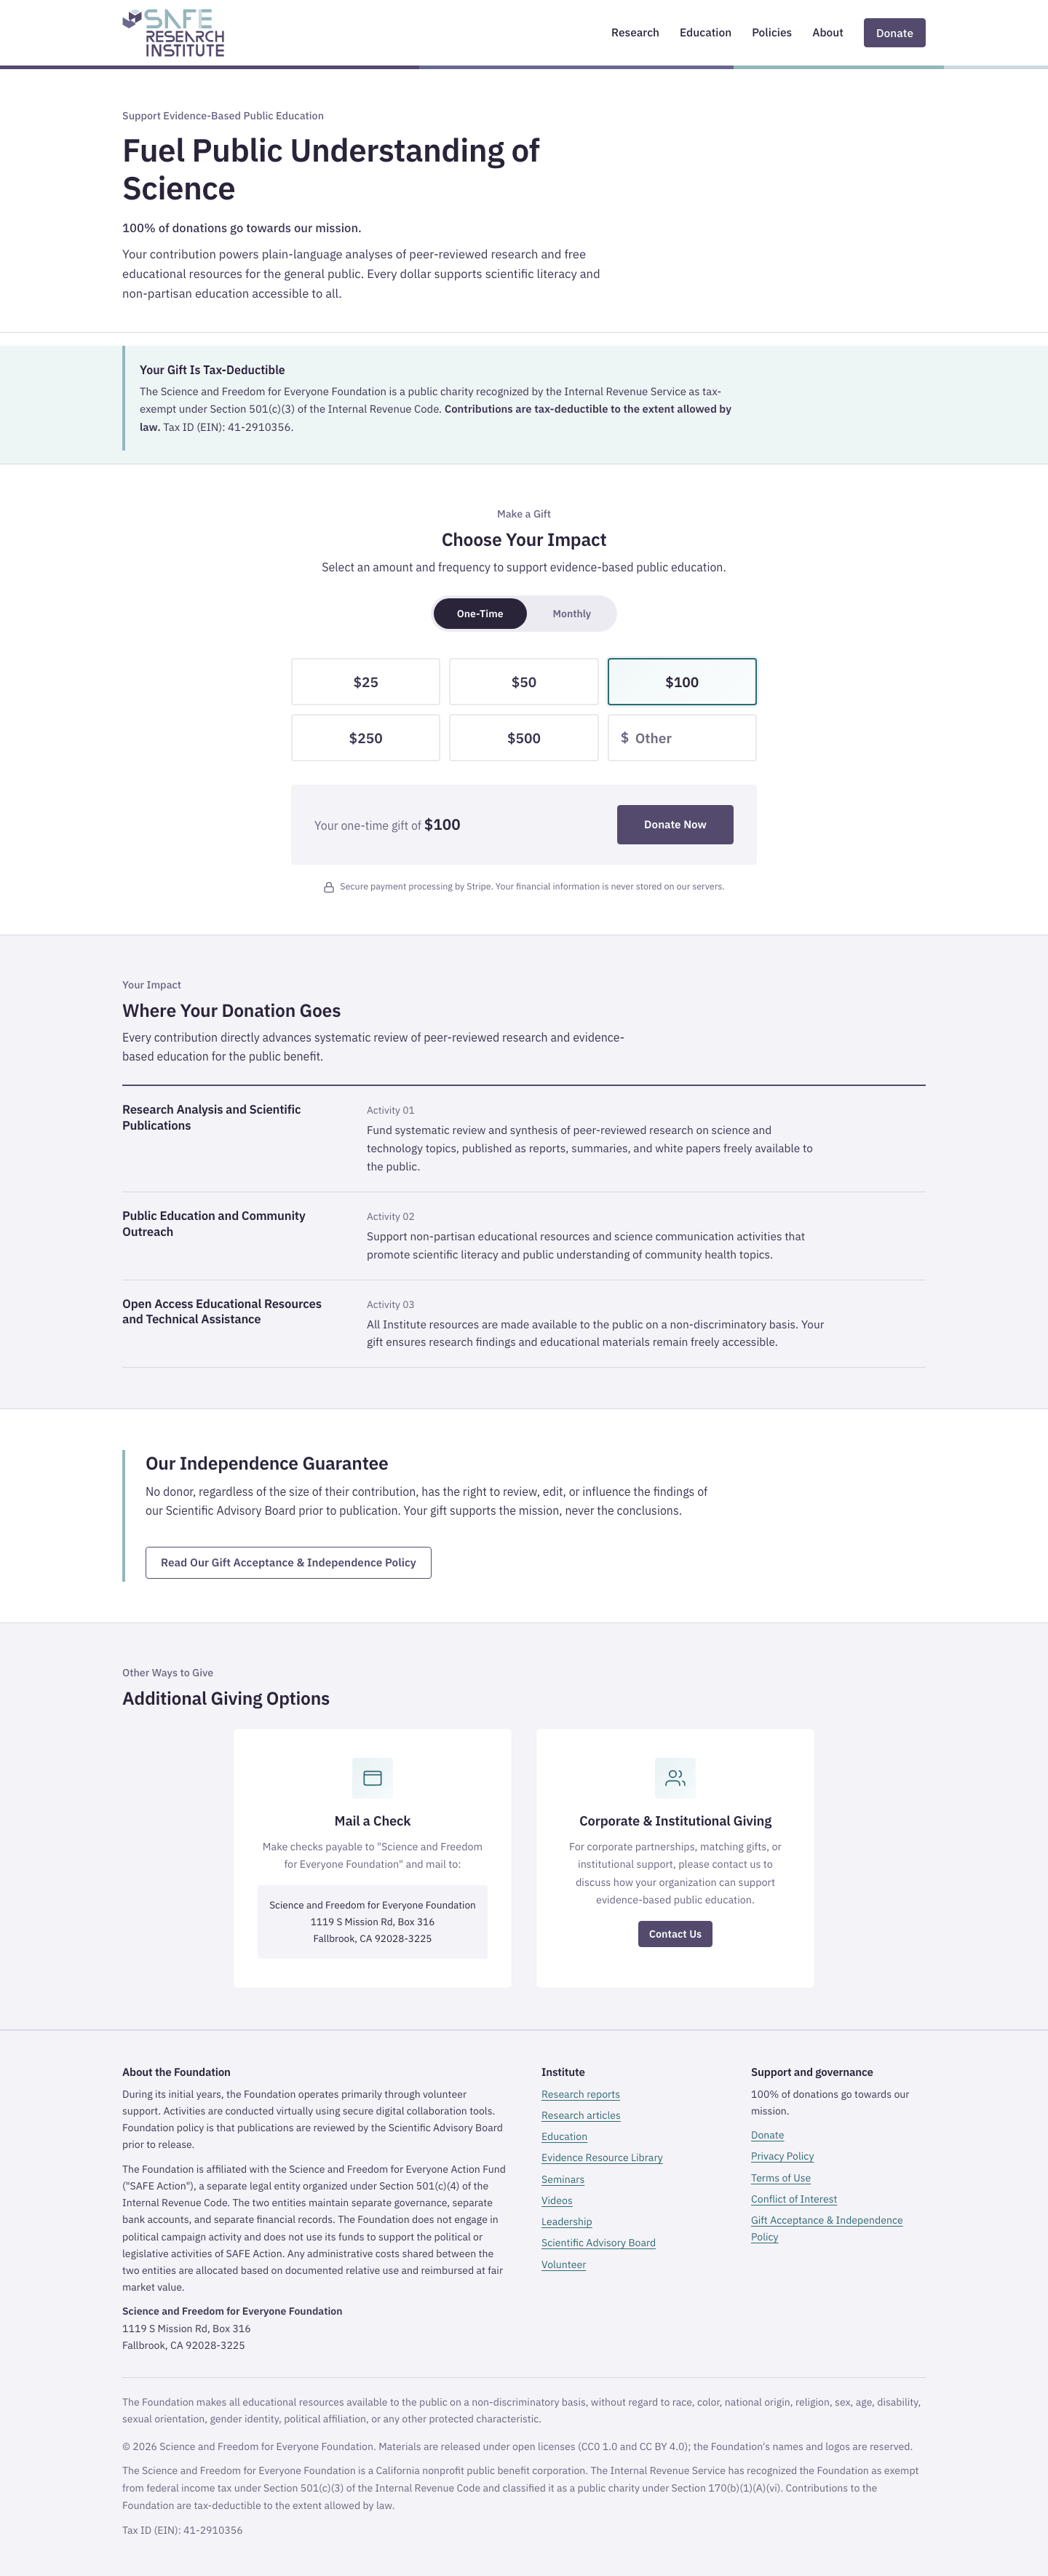 SAFE
RESEARCH
INSTITUTE
Research
Education
Policies
About
Donate
Support Evidence-Based Public Education
Fuel Public Understanding of
Science
100% of donations go towards our mission.
Your contribution powers plain-language analyses of peer-reviewed research and free
educational resources for the general public. Every dollar supports scientific literacy and
non-partisan education accessible to all.
Your Gift Is Tax-Deductible
The Science and Freedom for Everyone Foundation is a public charity recognized by the Internal Revenue Service as tax-
exempt under Section 501(c)(3) of the Internal Revenue Code. Contributions are tax-deductible to the extent allowed by
law. Tax ID (EIN): 41-2910356.
Make a Gift
Choose Your Impact
Select an amount and frequency to support evidence-based public education.
One-Time
Monthly
$25
$50
$100
$250
$500
$ Other
Your one-time gift of $100
Donate Now
Secure payment processing by Stripe. Your financial information is never stored on our servers.
Your Impact
Where Your Donation Goes
Every contribution directly advances systematic review of peer-reviewed research and evidence-
based education for the public benefit.
Research Analysis and Scientific
Publications
Activity 01
Fund systematic review and synthesis of peer-reviewed research on science and
technology topics, published as reports, summaries, and white papers freely available to
the public.
Public Education and Community
Outreach
Activity 02
Support non-partisan educational resources and science communication activities that
promote scientific literacy and public understanding of community health topics.
Open Access Educational Resources
and Technical Assistance
Activity 03
All Institute resources are made available to the public on a non-discriminatory basis. Your
gift ensures research findings and educational materials remain freely accessible.
Our Independence Guarantee
No donor, regardless of the size of their contribution, has the right to review, edit, or influence the findings of
our Scientific Advisory Board prior to publication. Your gift supports the mission, never the conclusions.
Read Our Gift Acceptance & Independence Policy
Other Ways to Give
Additional Giving Options
Mail a Check
Make checks payable to "Science and Freedom
for Everyone Foundation" and mail to:
Science and Freedom for Everyone Foundation
1119 S Mission Rd, Box 316
Fallbrook, CA 92028-3225
Corporate & Institutional Giving
For corporate partnerships, matching gifts, or
institutional support, please contact us to
discuss how your organization can support
evidence-based public education.
Contact Us
About the Foundation
During its initial years, the Foundation operates primarily through volunteer
support. Activities are conducted virtually using secure digital collaboration tools.
Foundation policy is that publications are reviewed by the Scientific Advisory Board
prior to release.
The Foundation is affiliated with the Science and Freedom for Everyone Action Fund
("SAFE Action"), a separate legal entity organized under Section 501(c)(4) of the
Internal Revenue Code. The two entities maintain separate governance, separate
bank accounts, and separate financial records. The Foundation does not engage in
political campaign activity and does not use its funds to support the political or
legislative activities of SAFE Action. Any administrative costs shared between the
two entities are allocated based on documented relative use and reimbursed at fair
market value.
Science and Freedom for Everyone Foundation
1119 S Mission Rd, Box 316
Fallbrook, CA 92028-3225
Institute
Research reports
Research articles
Education
Evidence Resource Library
Seminars
Videos
Leadership
Scientific Advisory Board
Volunteer
Support and governance
100% of donations go towards our
mission.
Donate
Privacy Policy
Terms of Use
Conflict of Interest
Gift Acceptance & Independence
Policy
The Foundation makes all educational resources available to the public on a non-discriminatory basis, without regard to race, color, national origin, religion, sex, age, disability,
sexual orientation, gender identity, political affiliation, or any other protected characteristic.
© 2026 Science and Freedom for Everyone Foundation. Materials are released under open licenses (CC0 1.0 and CC BY 4.0); the Foundation's names and logos are reserved.
The Science and Freedom for Everyone Foundation is a California nonprofit public benefit corporation. The Internal Revenue Service has recognized the Foundation as exempt
from federal income tax under Section 501(c)(3) of the Internal Revenue Code and classified it as a public charity under Section 170(b)(1)(A)(vi). Contributions to the
Foundation are tax-deductible to the extent allowed by law.
Tax ID (EIN): 41-2910356